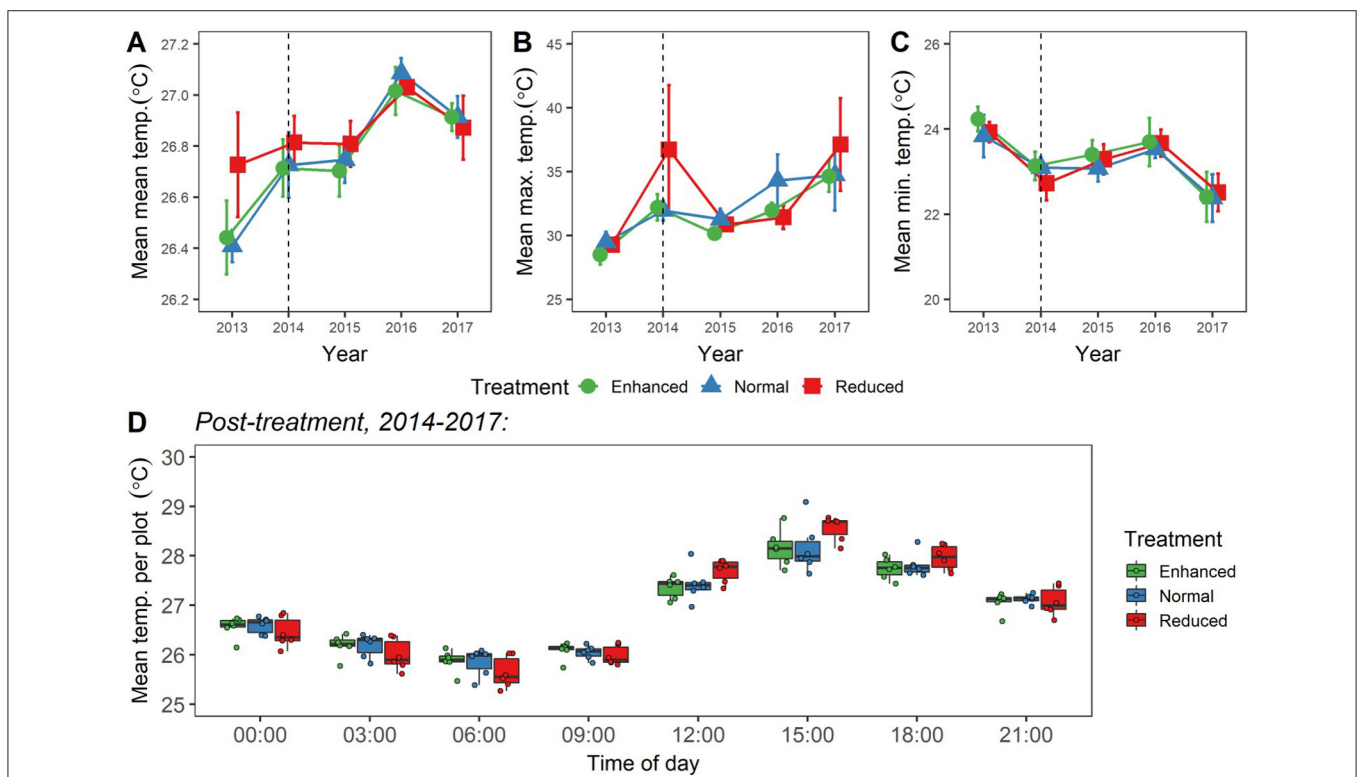 A
B
C
Mean mean temp.(°C)
27.2
27.0
26.8
26.6
26.4
26.2
2013 2014 2015 2016 2017
Year
Mean max. temp.(°C)
45
40
35
30
25
2013 2014 2015 2016 2017
Year
Mean min. temp.(°C)
26
24
22
20
2013 2014 2015 2016 2017
Year
Treatment Enhanced Normal Reduced
D Post-treatment, 2014-2017:
Mean temp. per plot (°C)
30
29
28
27
26
25
00:00 03:00 06:00 09:00 12:00 15:00 18:00 21:00
Time of day
Treatment
Enhanced
Normal
Reduced